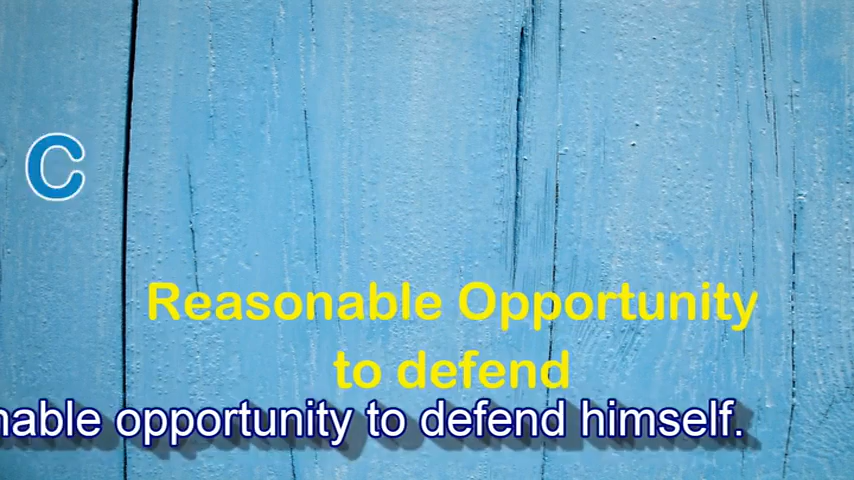 C
Reasonable Opportunity
to defend
nable opportunity to defend himself.